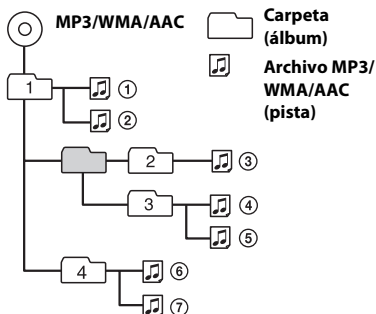 MP3/WMA/AAC
Carpeta
(álbum)
Archivo MP3/
WMA/AAC
(pista)
1
①
②
2
③
3
④
⑤
4
⑥
⑦